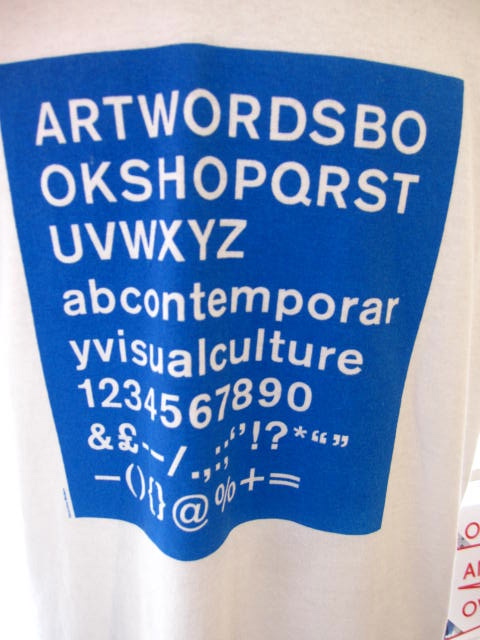 ARTWORDSBO
OKSHOPQRST
UVWXYZ
abcontemporar
yvisualculture
1234567890
&£·-/.,:;‘’!?*“”
–(){}@%+=
O
A
O